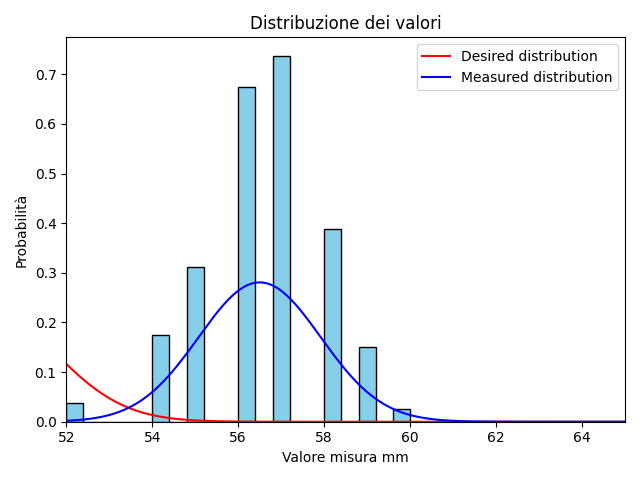 Distribuzione dei valori
Desired distribution
Measured distribution
Probabilità
0.7
0.6
0.5
0.4
0.3
0.2
0.1
0.0
52 54 56 58 60 62 64
Valore misura mm